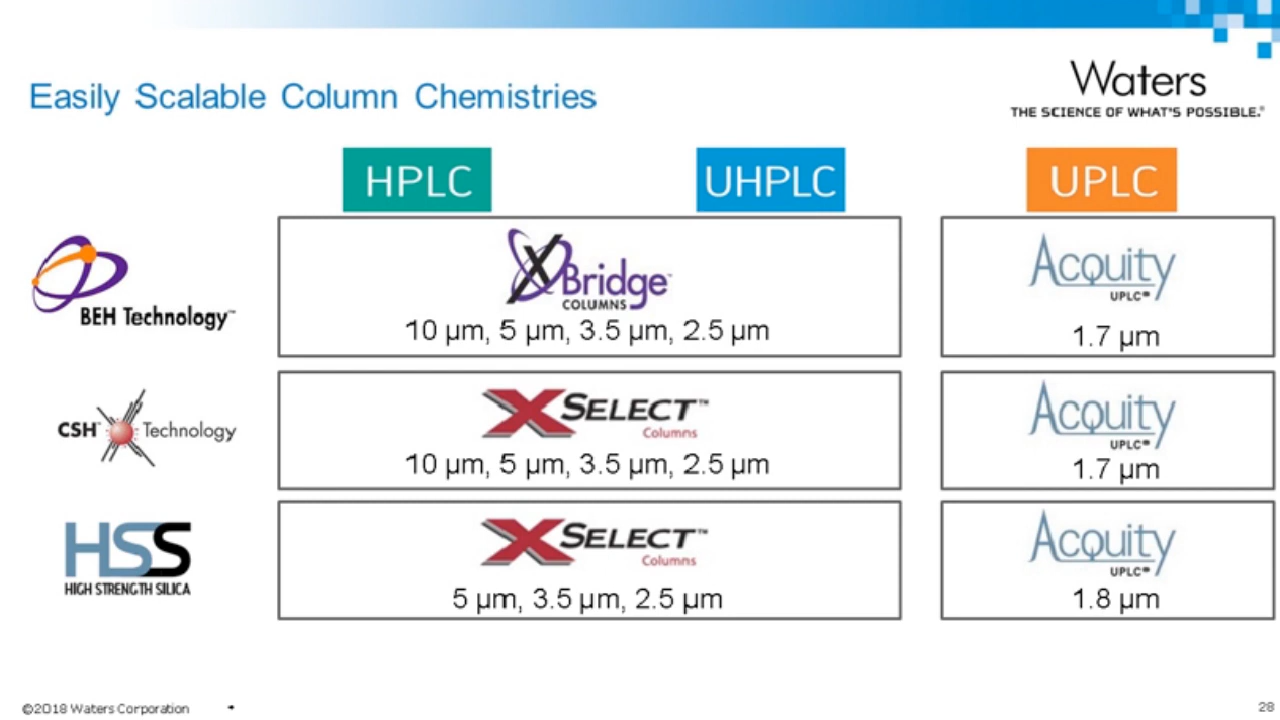 Easily Scalable Column Chemistries
Waters
THE SCIENCE OF WHAT'S POSSIBLE.®
HPLC
UHPLC
UPLC
BEH Technology™
XBridge™
COLUMNS
10 µm, 5 µm, 3.5 µm, 2.5 µm
Acquity
UPLC®
1.7 µm
CSH™ Technology
XSELECT™
Columns
10 µm, 5 µm, 3.5 µm, 2.5 µm
Acquity
UPLC®
1.7 µm
HSS
HIGH STRENGTH SILICA
XSELECT™
Columns
5 µm, 3.5 µm, 2.5 µm
Acquity
UPLC®
1.8 µm
©2018 Waters Corporation
28